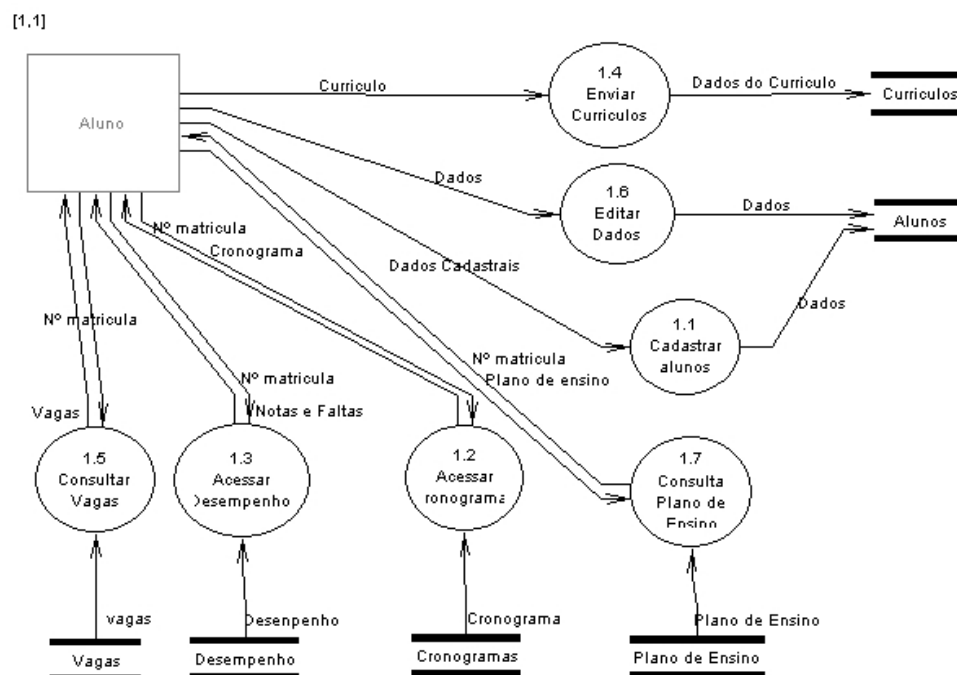 [1.1]
Aluno
Curriculo
1.4
Enviar
Curriculos
Dados do Curriculo
Curriculos
Dados
1.6
Editar
Dados
Dados
Alunos
Nº matricula
Cronograma
Dados Cadastrais
1.1
Cadastrar
alunos
Dados
Nº matricula
Nº matricula
Plano de ensino
Nº matricula
Vagas
Notas e Faltas
1.5
Consultar
Vagas
1.3
Acessar
Desempenho
1.2
Acessar
ronograma
1.7
Consulta
Plano de
Ensino
vagas
Desenpenho
Cronograma
Plano de Ensino
Vagas
Desempenho
Cronogramas
Plano de Ensino